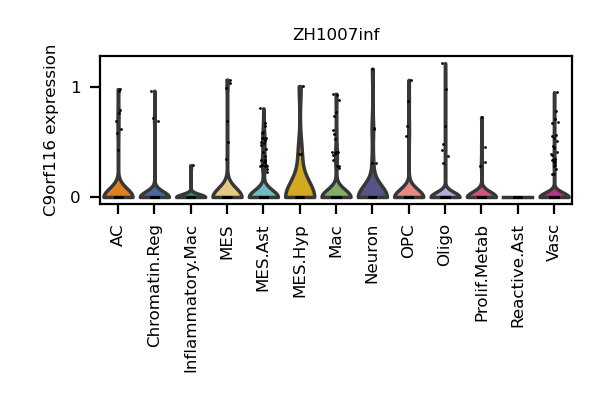 ZH1007inf
C9orf116 expression
1
0
AC
Chromatin.Reg
Inflammatory.Mac
MES
MES.Ast
MES.Hyp
Mac
Neuron
OPC
Oligo
Prolif.Metab
Reactive.Ast
Vasc